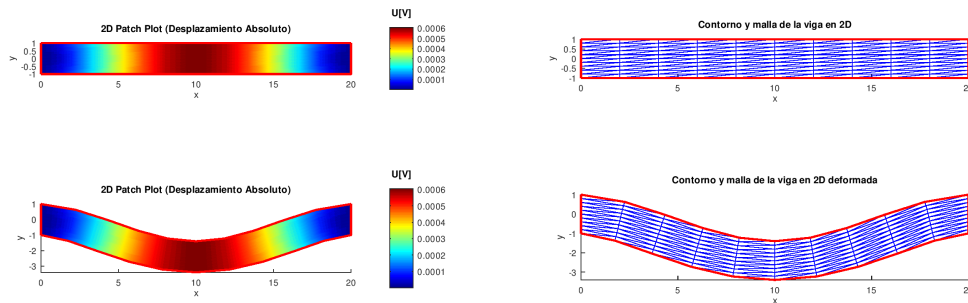 U[V]
2D Patch Plot (Desplazamiento Absoluto)
1
0.5
0
-0.5
-1
y
0 5 10 15 20
x
0.0006
0.0005
0.0004
0.0003
0.0002
0.0001
Contorno y malla de la viga en 2D
1
0.5
0
-0.5
-1
y
0 5 10 15 20
x
U[V]
2D Patch Plot (Desplazamiento Absoluto)
1
0
-1
-2
-3
y
0 5 10 15 20
x
0.0006
0.0005
0.0004
0.0003
0.0002
0.0001
Contorno y malla de la viga en 2D deformada
1
0
-1
-2
-3
y
0 5 10 15 20
x